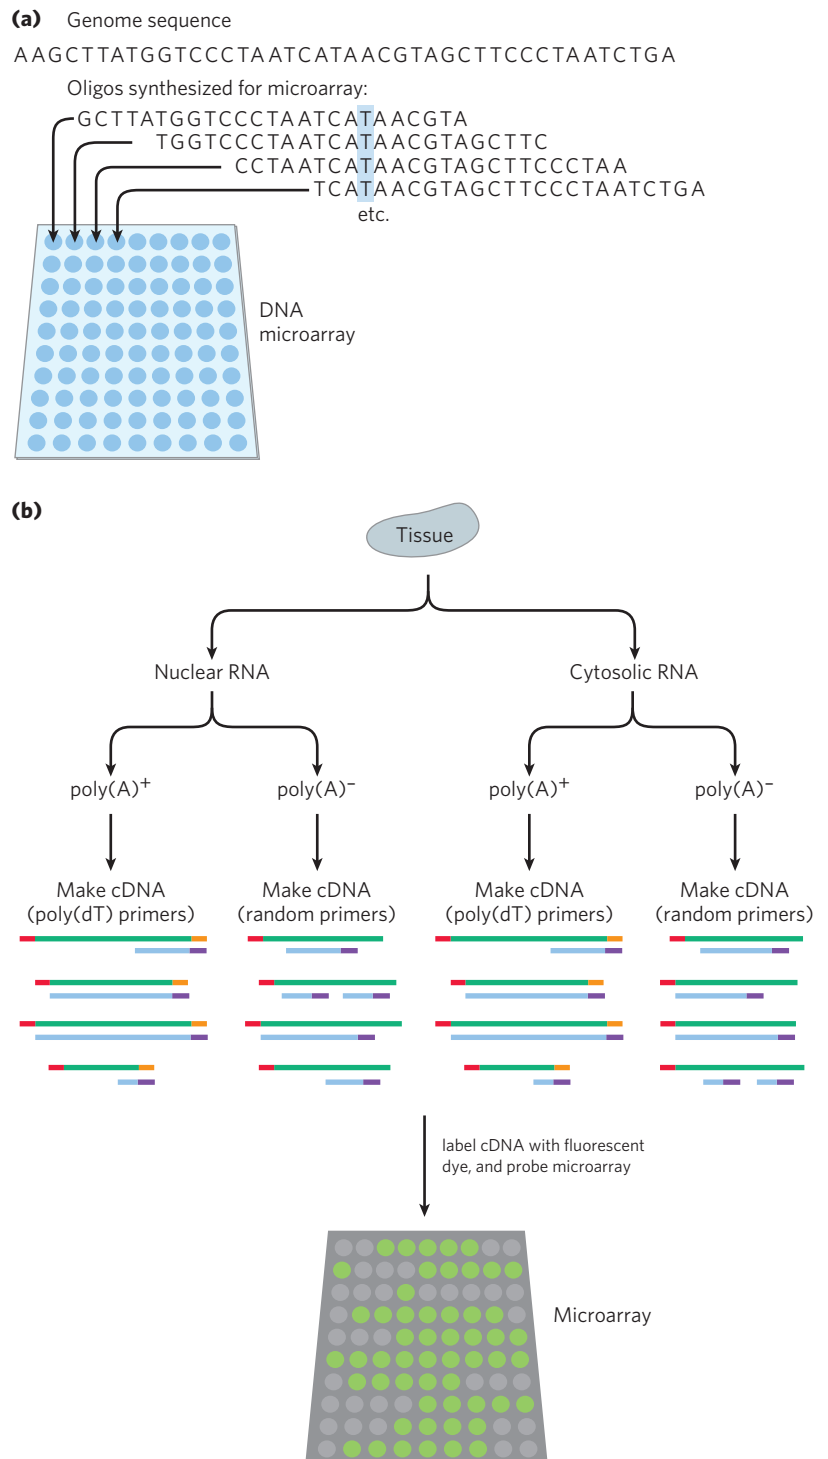 (a) Genome sequence
AAGCTTATGGTCCCTAATCATAACGTAGCTTCCCTAATCTGA
Oligos synthesized for microarray:
GCTTATGGTCCCTAATCATAACGTA
TGGTCCCTAATCATAACGTAGCTTC
CCTAATCATAACGTAGCTTCCCTAA
TCATAACGTAGCTTCCCTAATCTGA
etc.
DNA
microarray
(b)
Tissue
Nuclear RNA Cytosolic RNA
poly(A)⁺ poly(A)⁻ poly(A)⁺ poly(A)⁻
Make cDNA Make cDNA Make cDNA Make cDNA
(poly(dT) primers) (random primers) (poly(dT) primers) (random primers)
label cDNA with fluorescent
dye, and probe microarray
Microarray